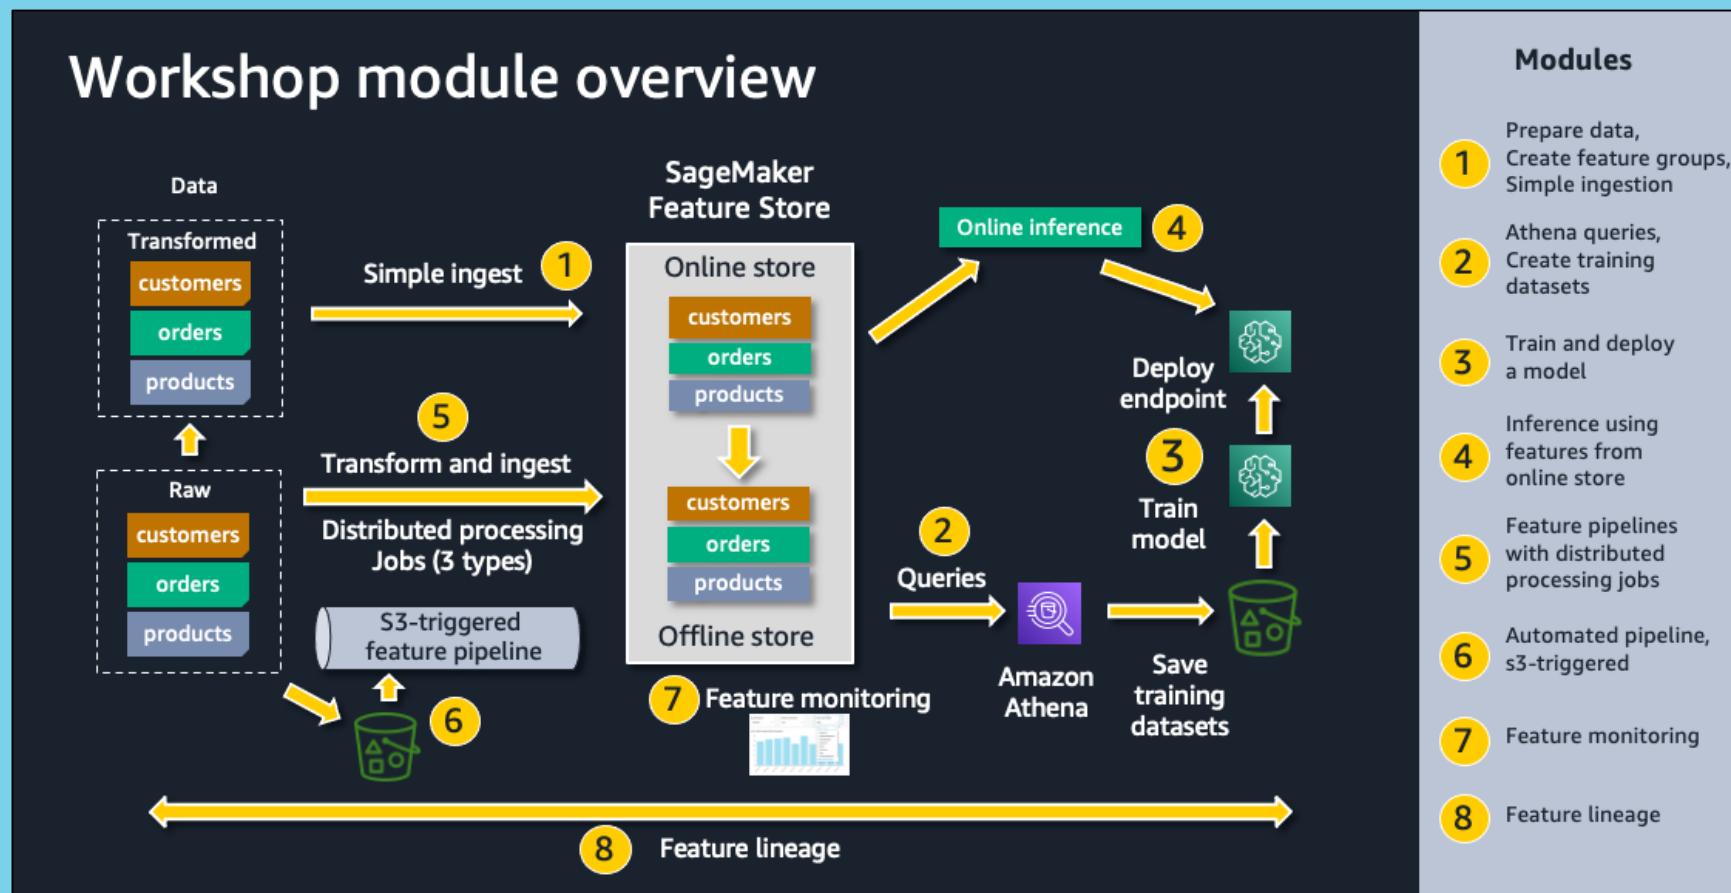 Workshop module overview
Data
Transformed
customers
orders
products
Raw
customers
orders
products
Simple ingest
1
5
Transform and ingest
Distributed processing
Jobs (3 types)
S3-triggered
feature pipeline
6
SageMaker
Feature Store
Online store
customers
orders
products
customers
orders
products
Offline store
7
Feature monitoring
Online inference
4
Deploy
endpoint
3
Train
model
2
Queries
Amazon
Athena
Save
training
datasets
8
Feature lineage
Modules
1
Prepare data,
Create feature groups,
Simple ingestion
2
Athena queries,
Create training
datasets
3
Train and deploy
a model
4
Inference using
features from
online store
5
Feature pipelines
with distributed
processing jobs
6
Automated pipeline,
s3-triggered
7
Feature monitoring
8
Feature lineage